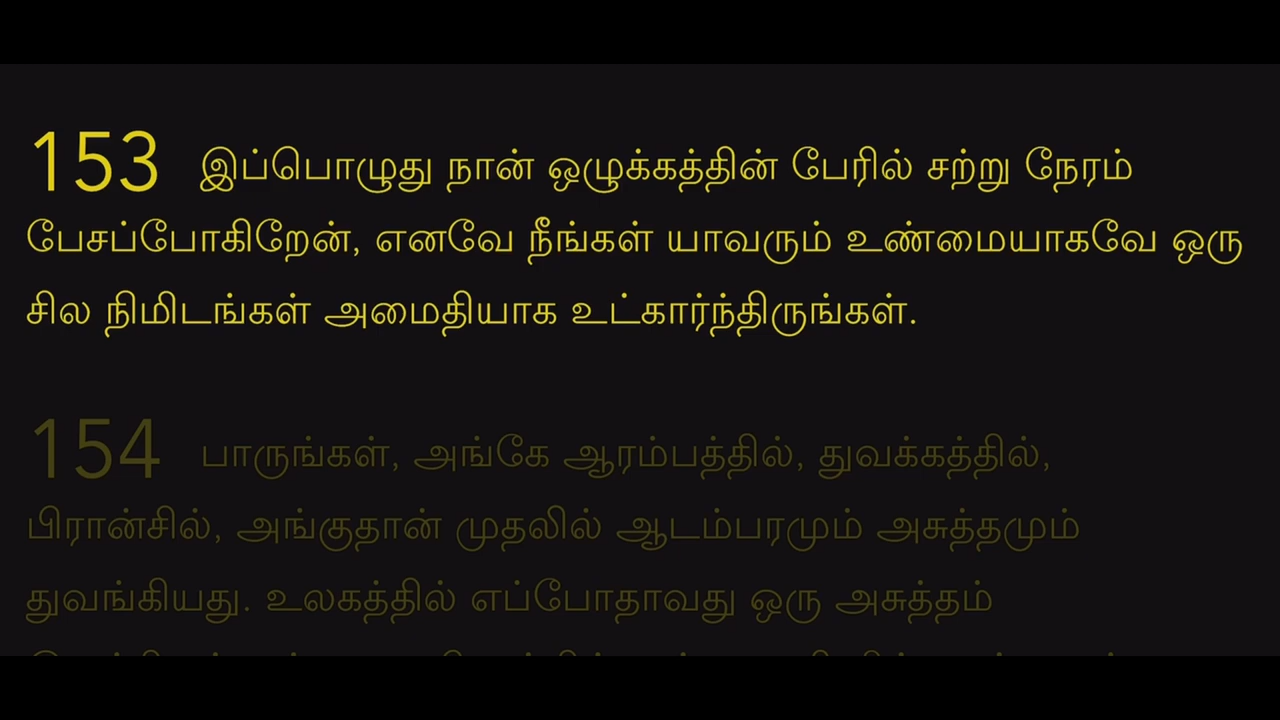 153 இப்பொழுது நான் ஒழுக்கத்தின் பேரில் சற்று நேரம்
பேசப்போகிறேன், எனவே நீங்கள் யாவரும் உண்மையாகவே ஒரு
சில நிமிடங்கள் அமைதியாக உட்கார்ந்திருங்கள்.
154 பாருங்கள், அங்கே ஆரம்பத்தில், துவக்கத்தில்,
பிரான்சில், அங்குதான் முதலில் ஆடம்பரமும் அசுத்தமும்
துவங்கியது. உலகத்தில் எப்போதாவது ஒரு அசுத்தம்